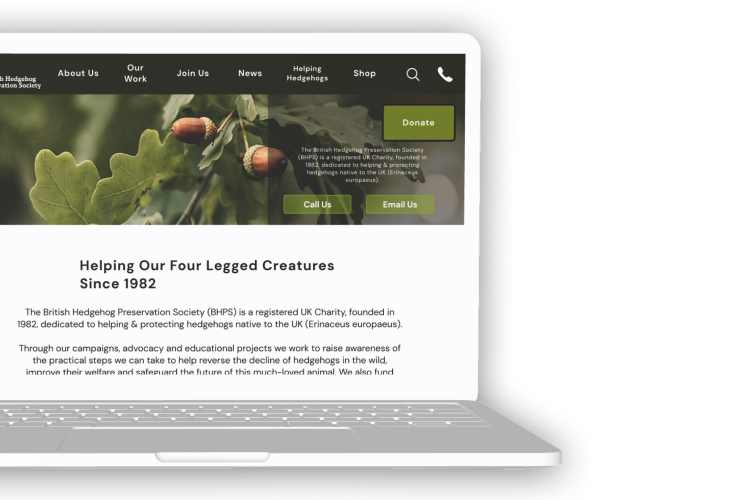 sh Hedgehog
vation Society
About Us
Our
Work
Join Us
News
Helping
Hedgehogs
Shop
Donate
The British Hedgehog Preservation Society
(BHPS) is a registered UK Charity, founded in
1982, dedicated to helping & protecting
hedgehogs native to the UK (Erinaceus
europaeus).
Call Us
Email Us
Helping Our Four Legged Creatures
Since 1982
The British Hedgehog Preservation Society (BHPS) is a registered UK Charity, founded in
1982, dedicated to helping & protecting hedgehogs native to the UK (Erinaceus europaeus).
Through our campaigns, advocacy and educational projects we work to raise awareness of
the practical steps we can take to help reverse the decline of hedgehogs in the wild,
improve their welfare and safeguard the future of this much-loved animal. We also fund